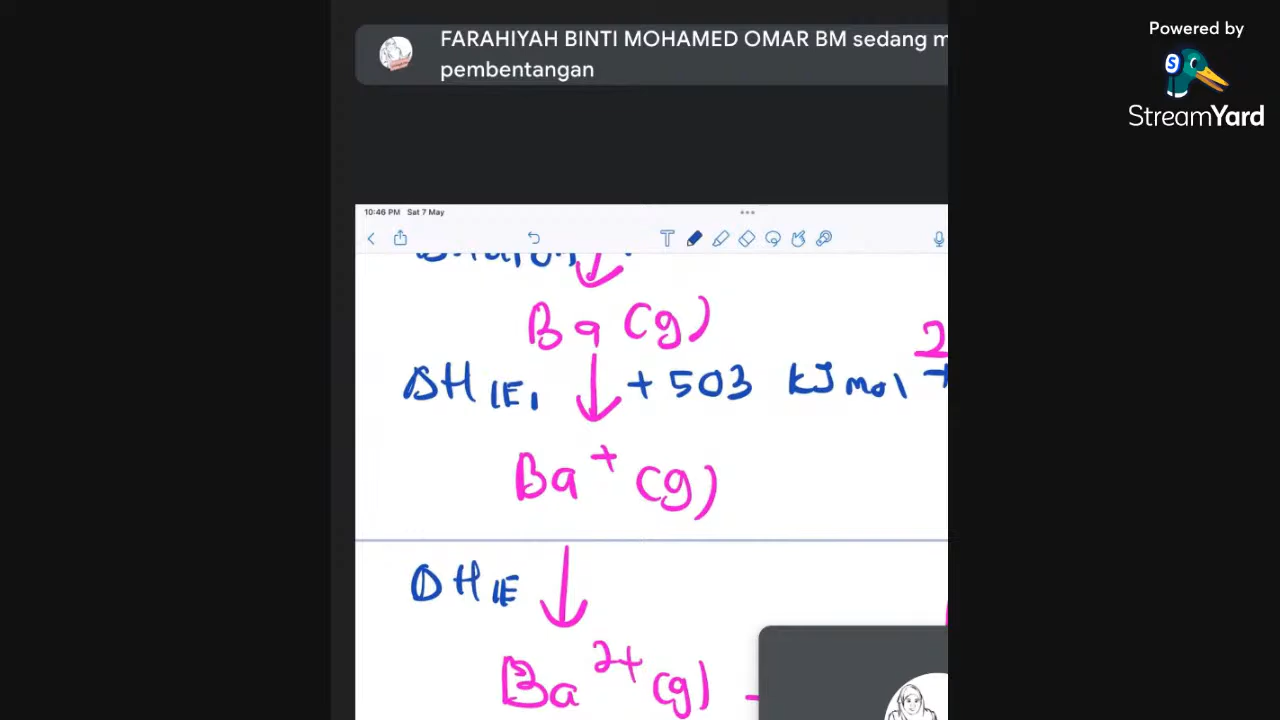 Powered by
StreamYard
FARAHIYAH BINTI MOHAMED OMAR BM sedang m
pembentangan
10:46 PM Sat 7 May
Ba (g)
ΔH IE1 + 503 kJ mol
2
+
Ba+ (g)
ΔH IE
Ba2+ (g) -